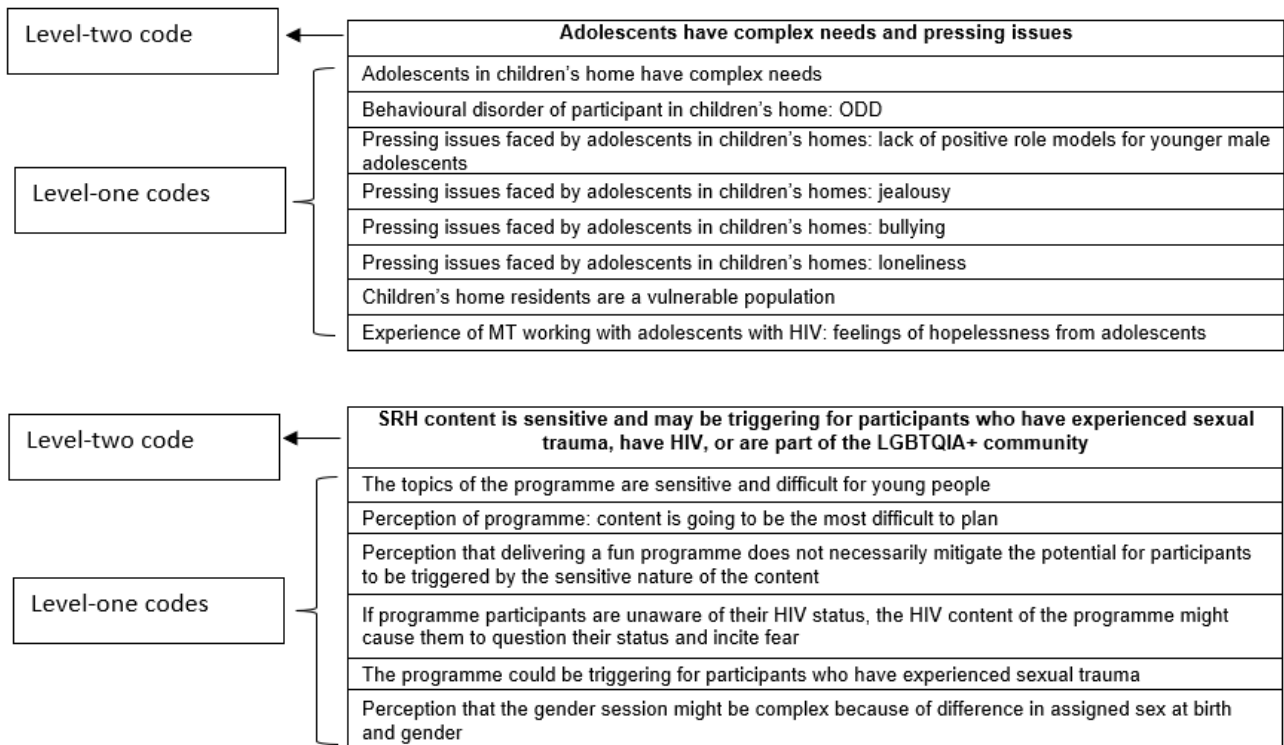 Level-two code
Adolescents have complex needs and pressing issues
Level-one codes
Adolescents in children's home have complex needs
Behavioural disorder of participant in children's home: ODD
Pressing issues faced by adolescents in children's homes: lack of positive role models for younger male
adolescents
Pressing issues faced by adolescents in children's homes: jealousy
Pressing issues faced by adolescents in children's homes: bullying
Pressing issues faced by adolescents in children's homes: loneliness
Children's home residents are a vulnerable population
Experience of MT working with adolescents with HIV: feelings of hopelessness from adolescents
Level-two code
SRH content is sensitive and may be triggering for participants who have experienced sexual
trauma, have HIV, or are part of the LGBTQIA+ community
Level-one codes
The topics of the programme are sensitive and difficult for young people
Perception of programme: content is going to be the most difficult to plan
Perception that delivering a fun programme does not necessarily mitigate the potential for participants
to be triggered by the sensitive nature of the content
If programme participants are unaware of their HIV status, the HIV content of the programme might
cause them to question their status and incite fear
The programme could be triggering for participants who have experienced sexual trauma
Perception that the gender session might be complex because of difference in assigned sex at birth
and gender